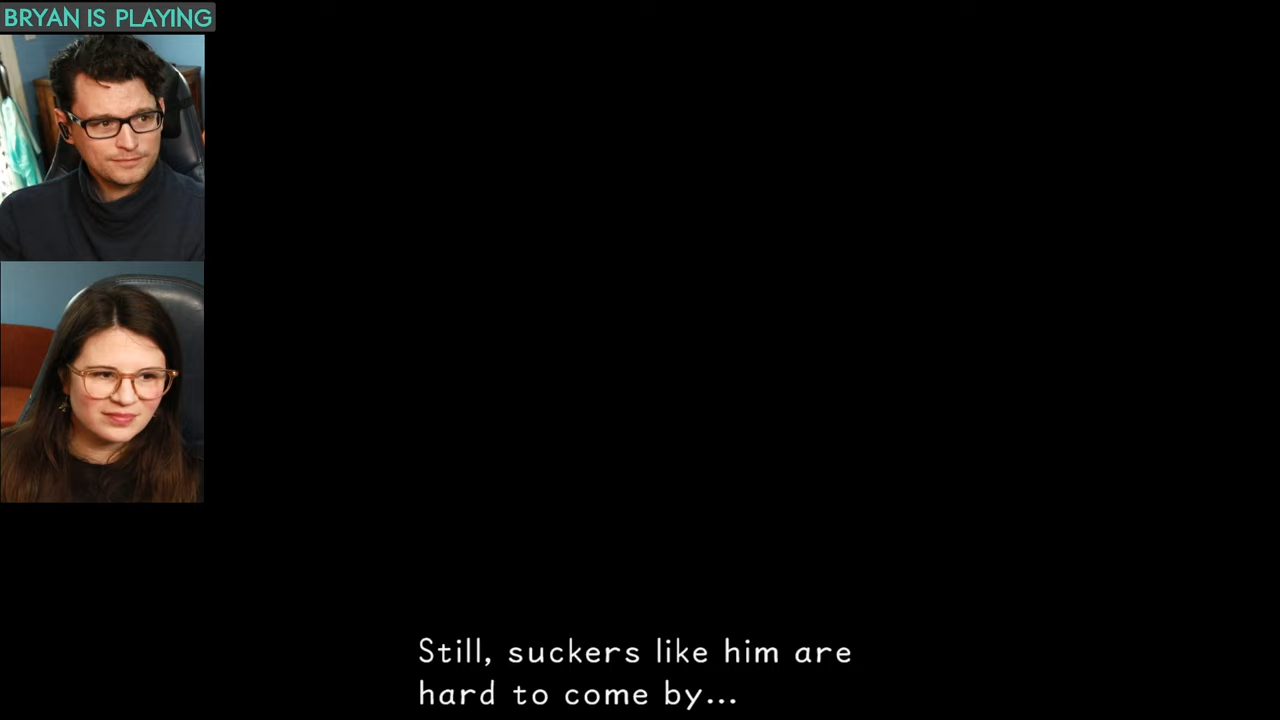 BRYAN IS PLAYING
Still, suckers like him are
hard to come by...